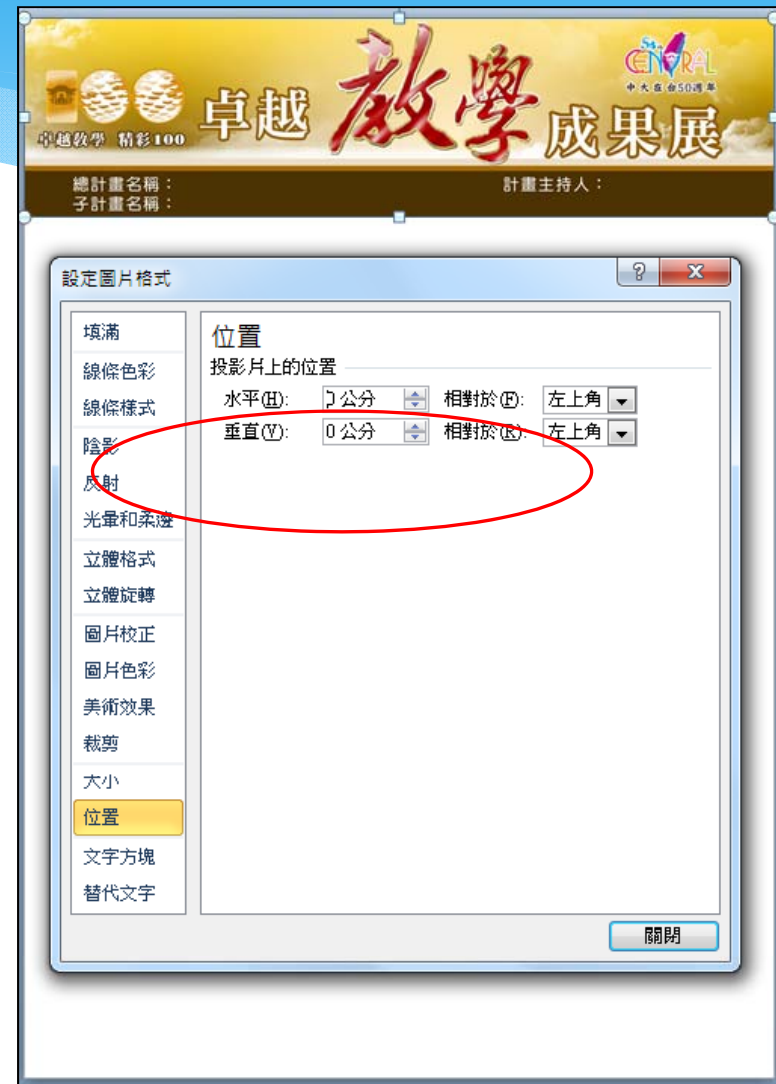 54th
CENTRAL
中大在台50週年
卓越 教學 成果展
卓越教學 精彩100
總計畫名稱： 計畫主持人：
子計畫名稱：
設定圖片格式
填滿
線條色彩
線條樣式
陰影
反射
光暈和柔邊
立體格式
立體旋轉
圖片校正
圖片色彩
美術效果
裁剪
大小
位置
文字方塊
替代文字
位置
投影片上的位置
水平(H): 0 公分 相對於(F): 左上角
垂直(V): 0 公分 相對於(R): 左上角
關閉